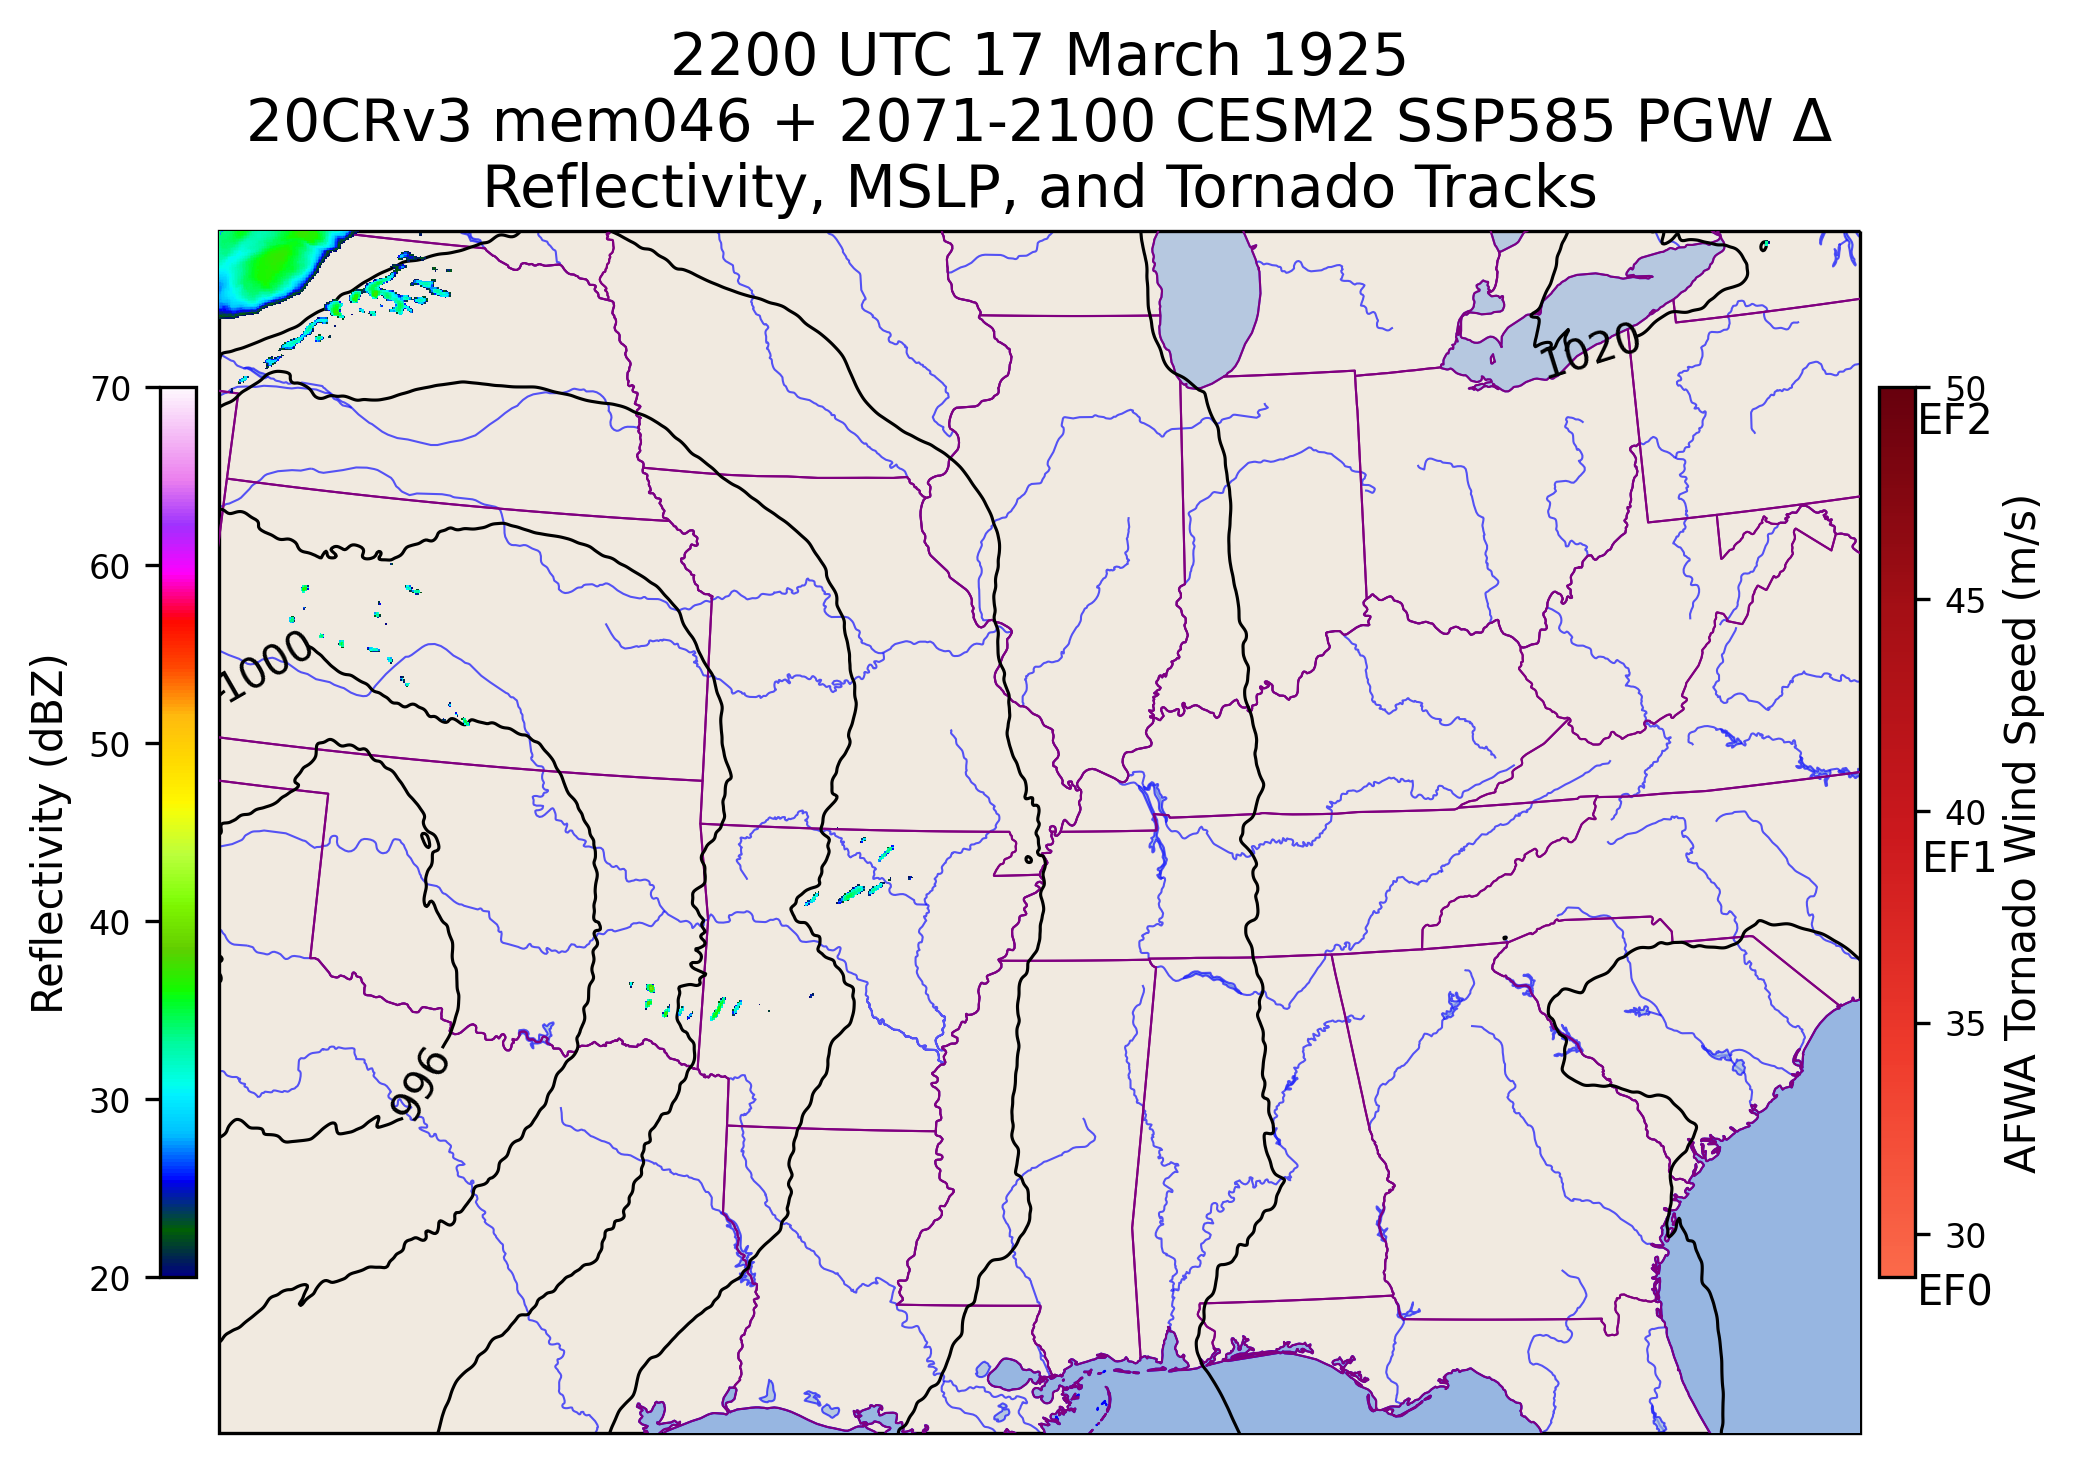 2200 UTC 17 March 1925
20CRv3 mem046 + 2071-2100 CESM2 SSP585 PGW Δ
Reflectivity, MSLP, and Tornado Tracks
1020
1000
996
70
60
50
40
30
20
Reflectivity (dBZ)
50
EF2
45
40
EF1
35
30
EF0
AFWA Tornado Wind Speed (m/s)